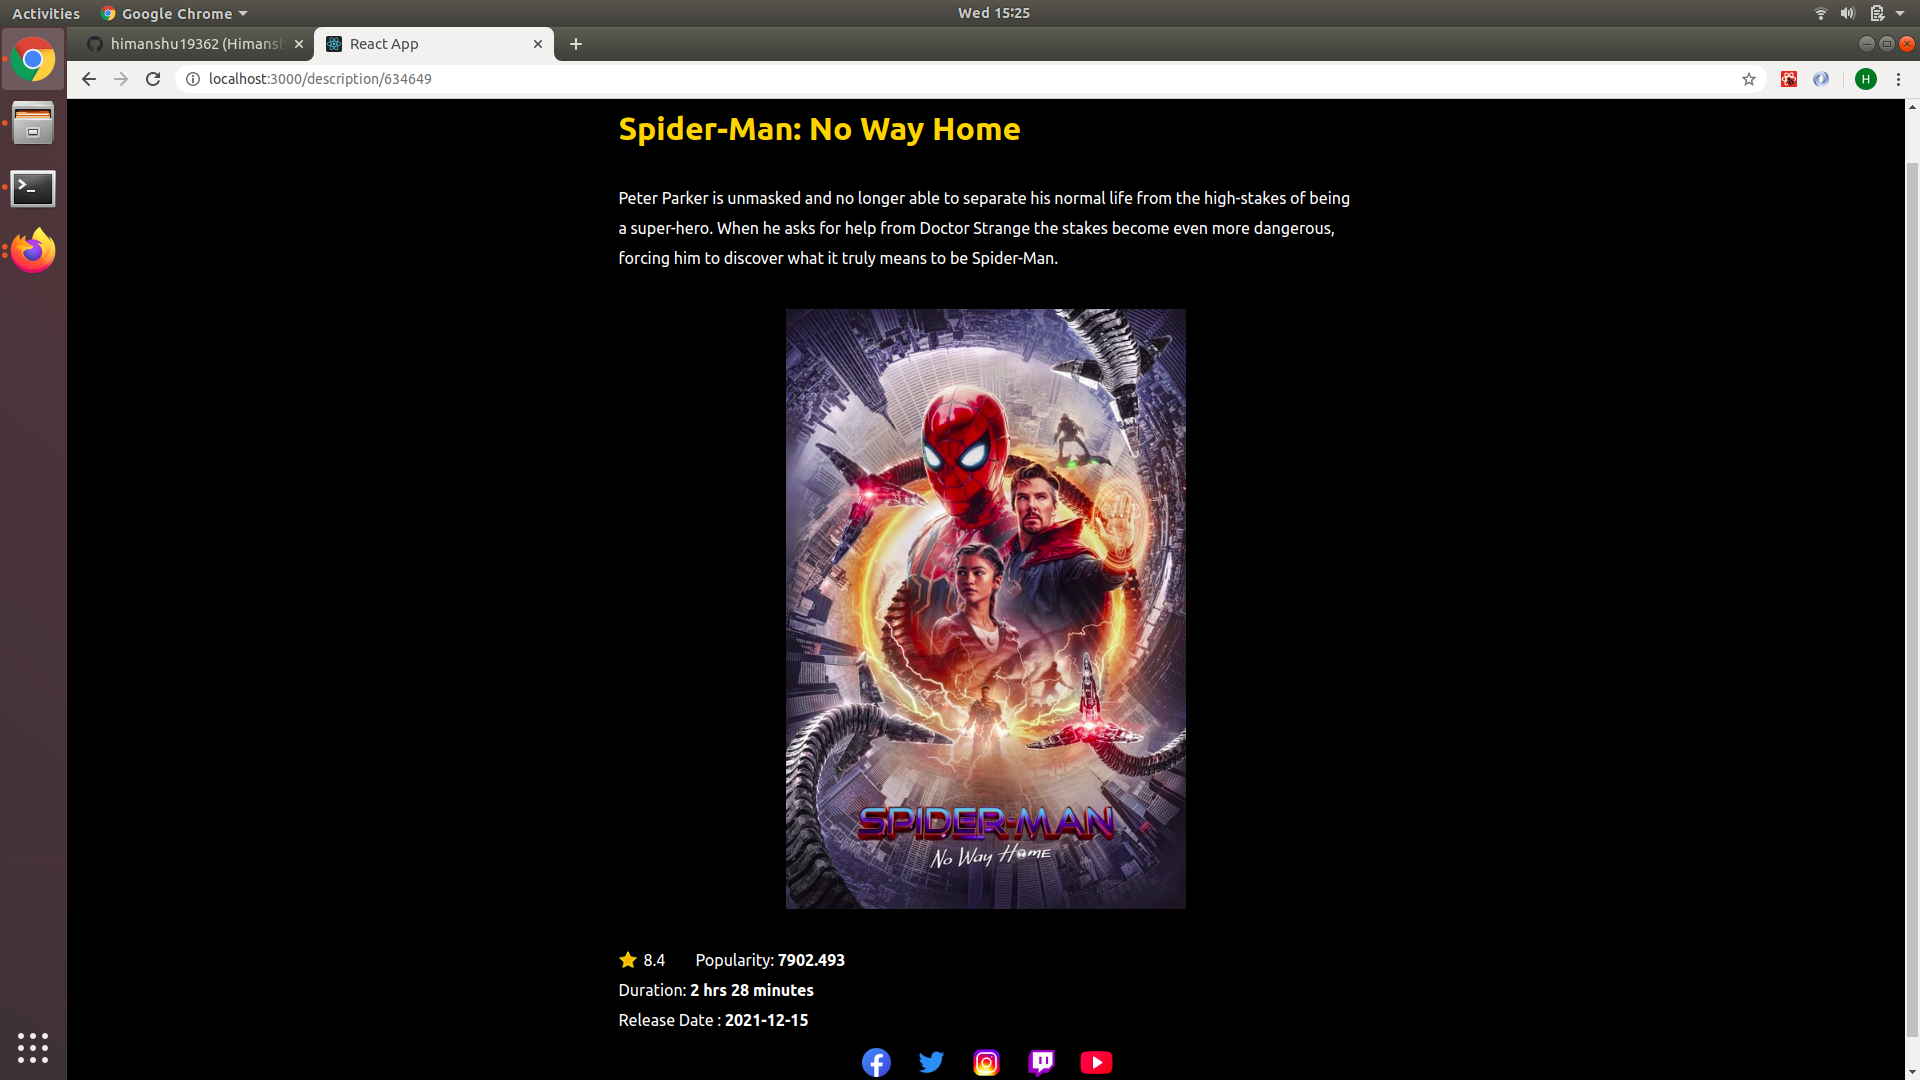 Activities
Google Chrome
Wed 15:25
himanshu19362 (Himansh
React App
localhost:3000/description/634649
H
Spider-Man: No Way Home
Peter Parker is unmasked and no longer able to separate his normal life from the high-stakes of being
a super-hero. When he asks for help from Doctor Strange the stakes become even more dangerous,
forcing him to discover what it truly means to be Spider-Man.
SPIDER-MAN
No Way Home
8.4 Popularity: 7902.493
Duration: 2 hrs 28 minutes
Release Date : 2021-12-15